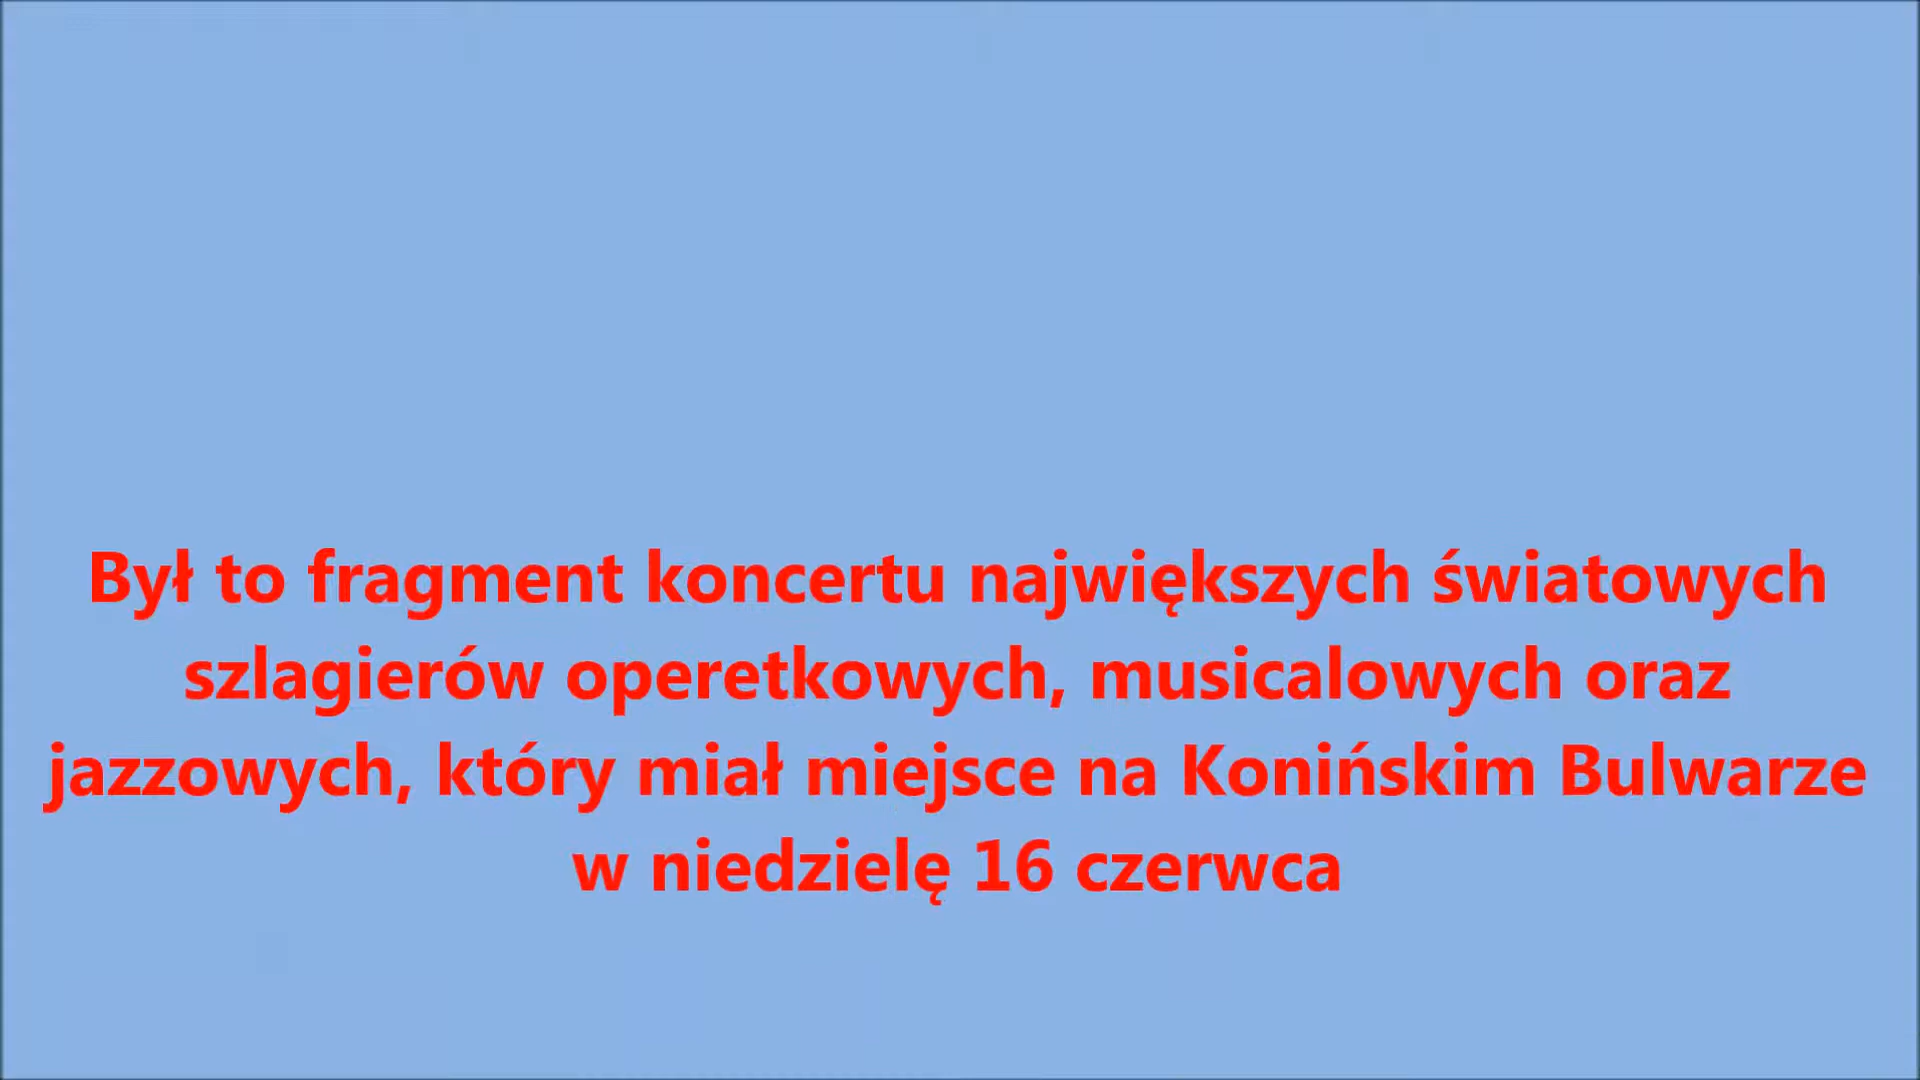 Był to fragment koncertu największych światowych
szlagierów operetkowych, musicalowych oraz
jazzowych, który miał miejsce na Konińskim Bulwarze
w niedzielę 16 czerwca